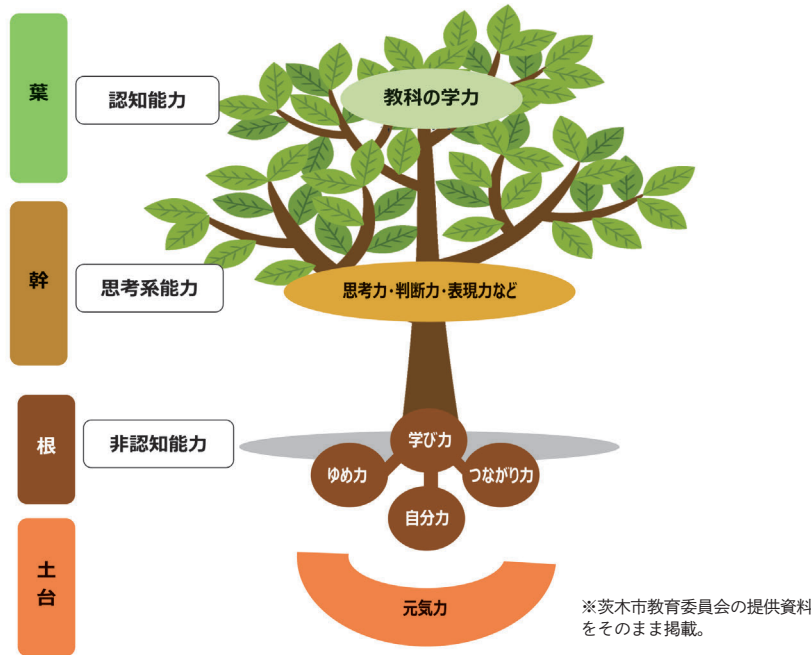 葉
認知能力
教科の学力
幹
思考系能力
思考力・判断力・表現力など
根
非認知能力
学び力
ゆめ力
つながり力
自分力
土台
元気力
※茨木市教育委員会の提供資料
をそのまま掲載。